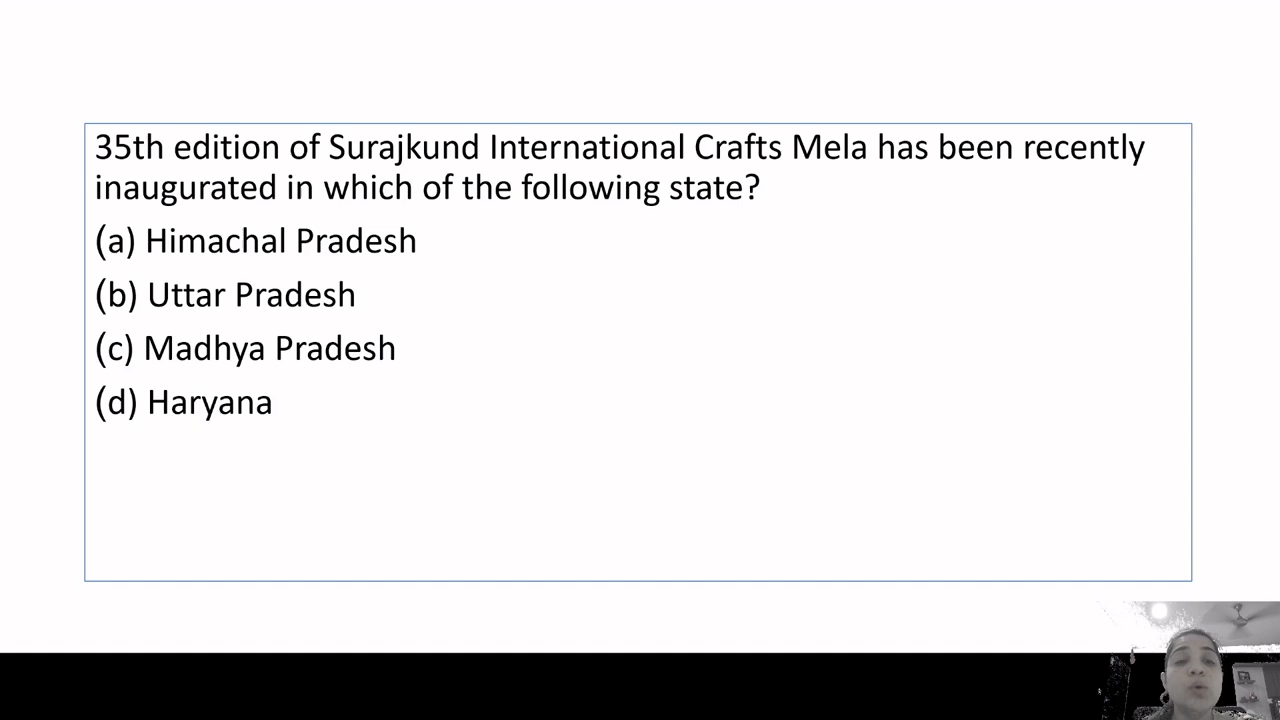 35th edition of Surajkund International Crafts Mela has been recently
inaugurated in which of the following state?
(a) Himachal Pradesh
(b) Uttar Pradesh
(c) Madhya Pradesh
(d) Haryana